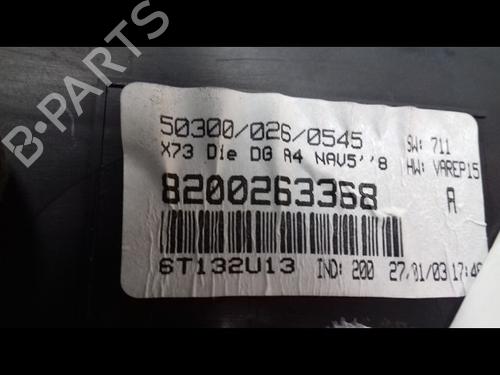 50300/026/0545
SW: 711
X73 Die DG A4 NAV5''8
HW: VAREP15
8200263368
A
6T132U13
IND: 200
27/01/03
B-PARTS